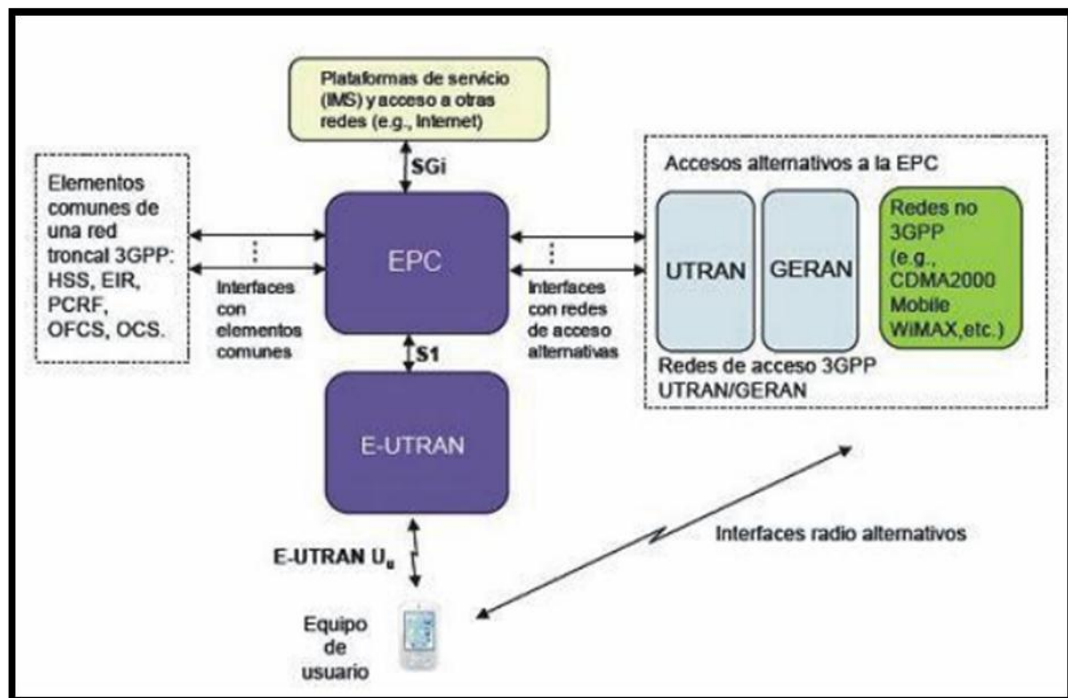 Plataformas de servicio
(IMS) y acceso a otras
redes (e.g., Internet)
SGi
Elementos
comunes de
una red
troncal 3GPP:
HSS, EIR,
PCRF,
OFCS, OCS.
Interfaces
con
elementos
comunes
EPC
Interfaces
con redes
de acceso
alternativas
Accesos alternativos a la EPC
UTRAN
GERAN
Redes no
3GPP
(e.g.,
CDMA2000
Mobile
WiMAX,etc.)
Redes de acceso 3GPP
UTRAN/GERAN
S1
E-UTRAN
E-UTRAN Uu
Interfaces radio alternativos
Equipo
de
usuario